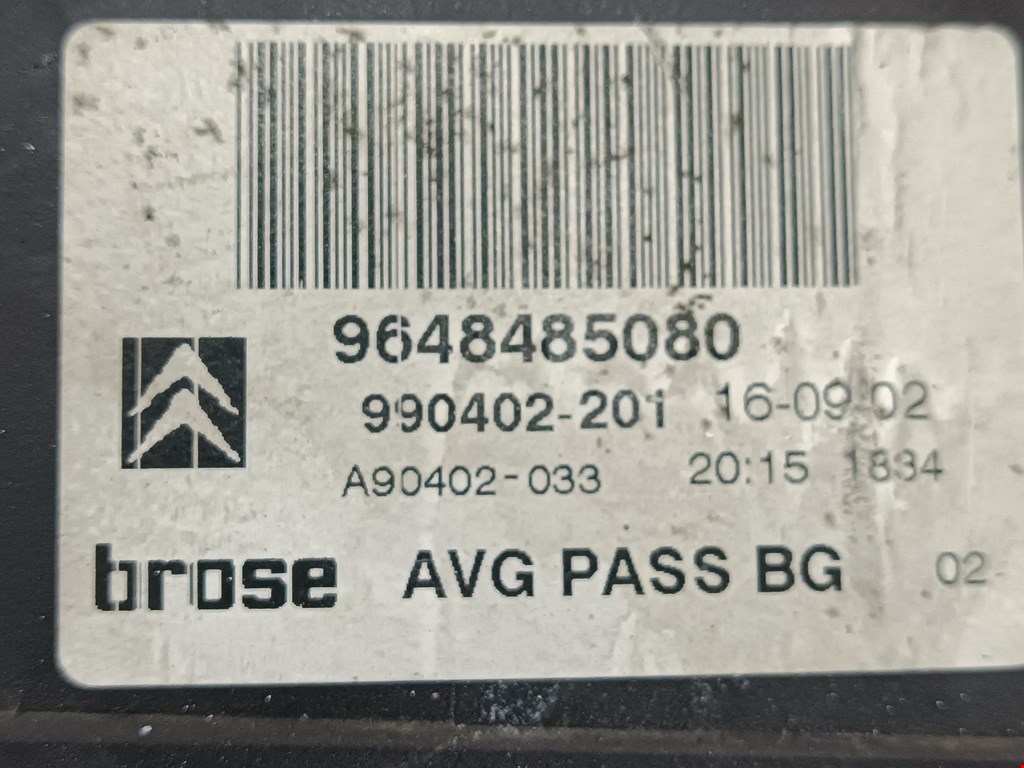 9648485080
990402-201 16-09-02
A90402-033 20:15 1834
brose AVG PASS BG 02-